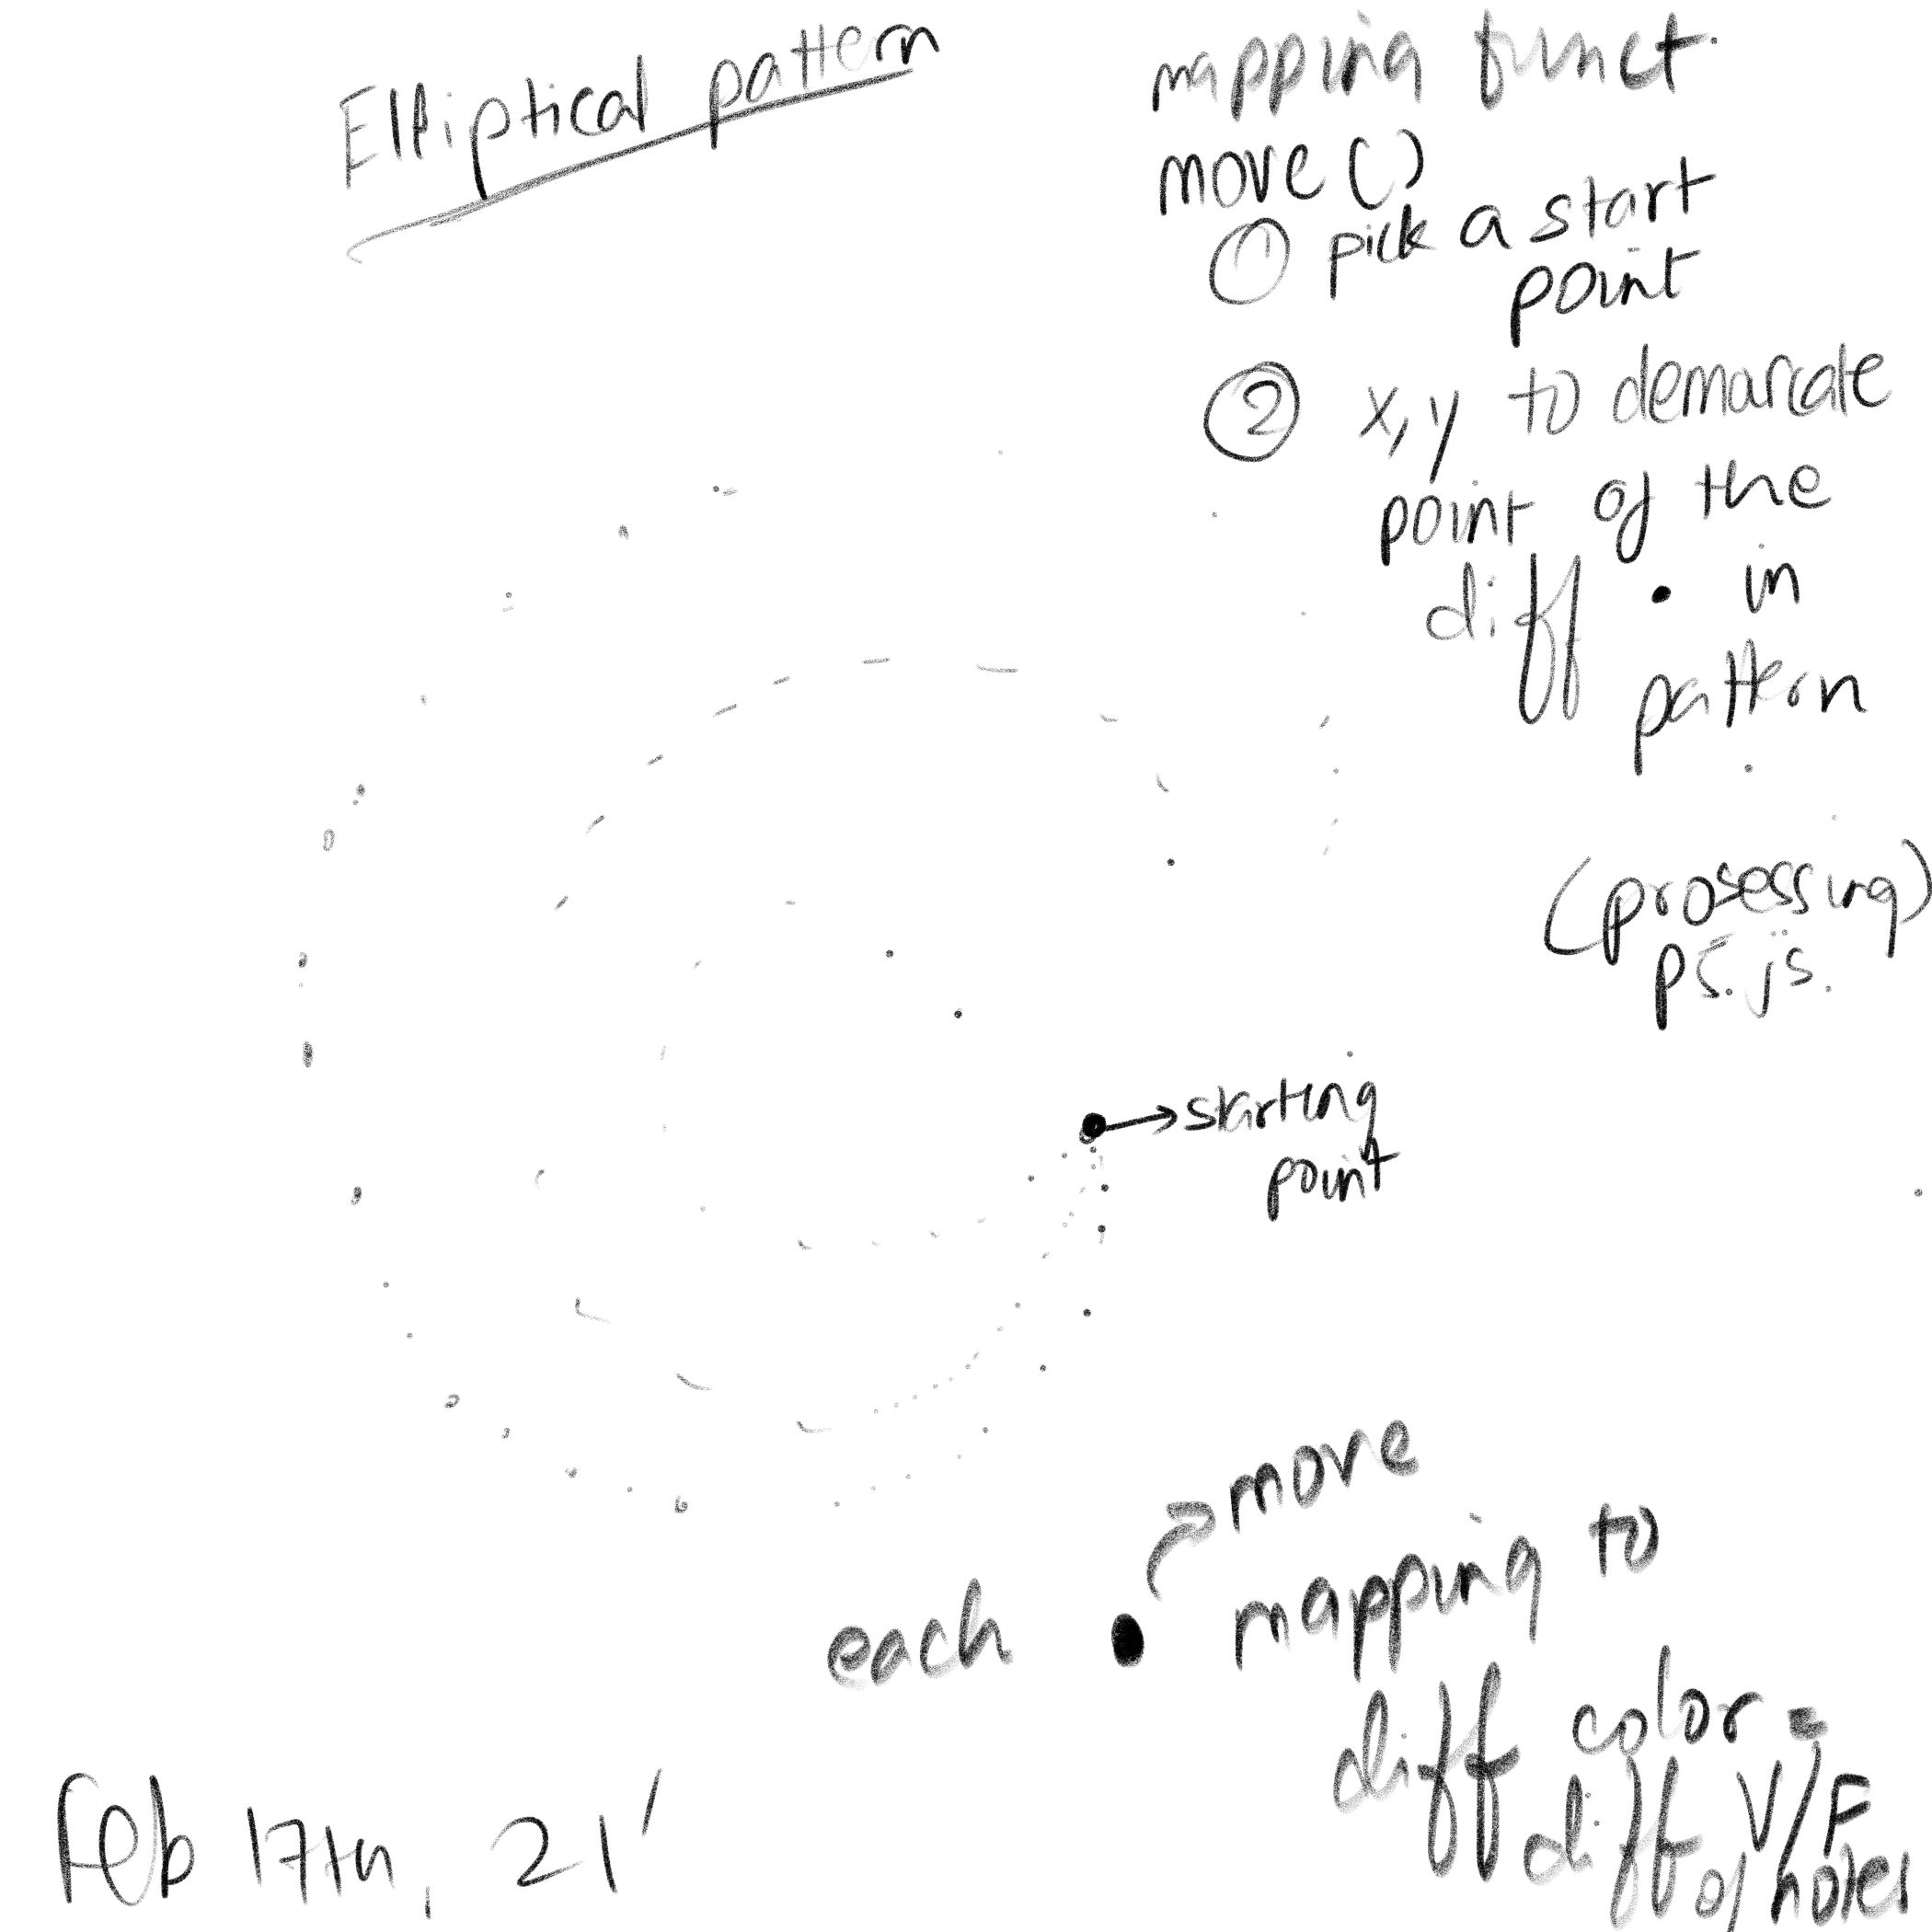 Elliptical pattern
mapping funct.
move ()
① pick a start
point
② x,y to demarcate
point of the
diff • in
pattern
(prosessing)
p5.js.
starting
point
move
each • mapping to
diff color =
diff V/F
of notes
Feb 17th, 21'